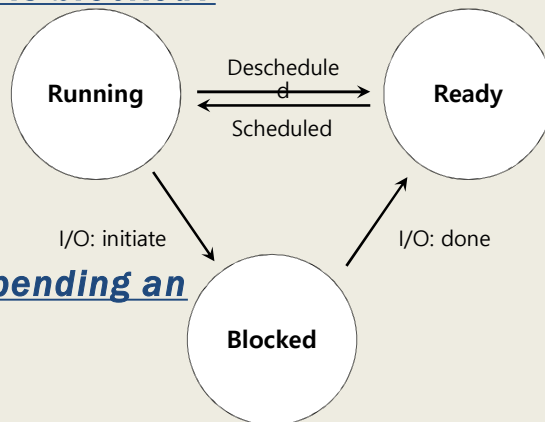 Deschedule
d
Running
Ready
Scheduled
I/O: initiate
I/O: done
pending an
Blocked